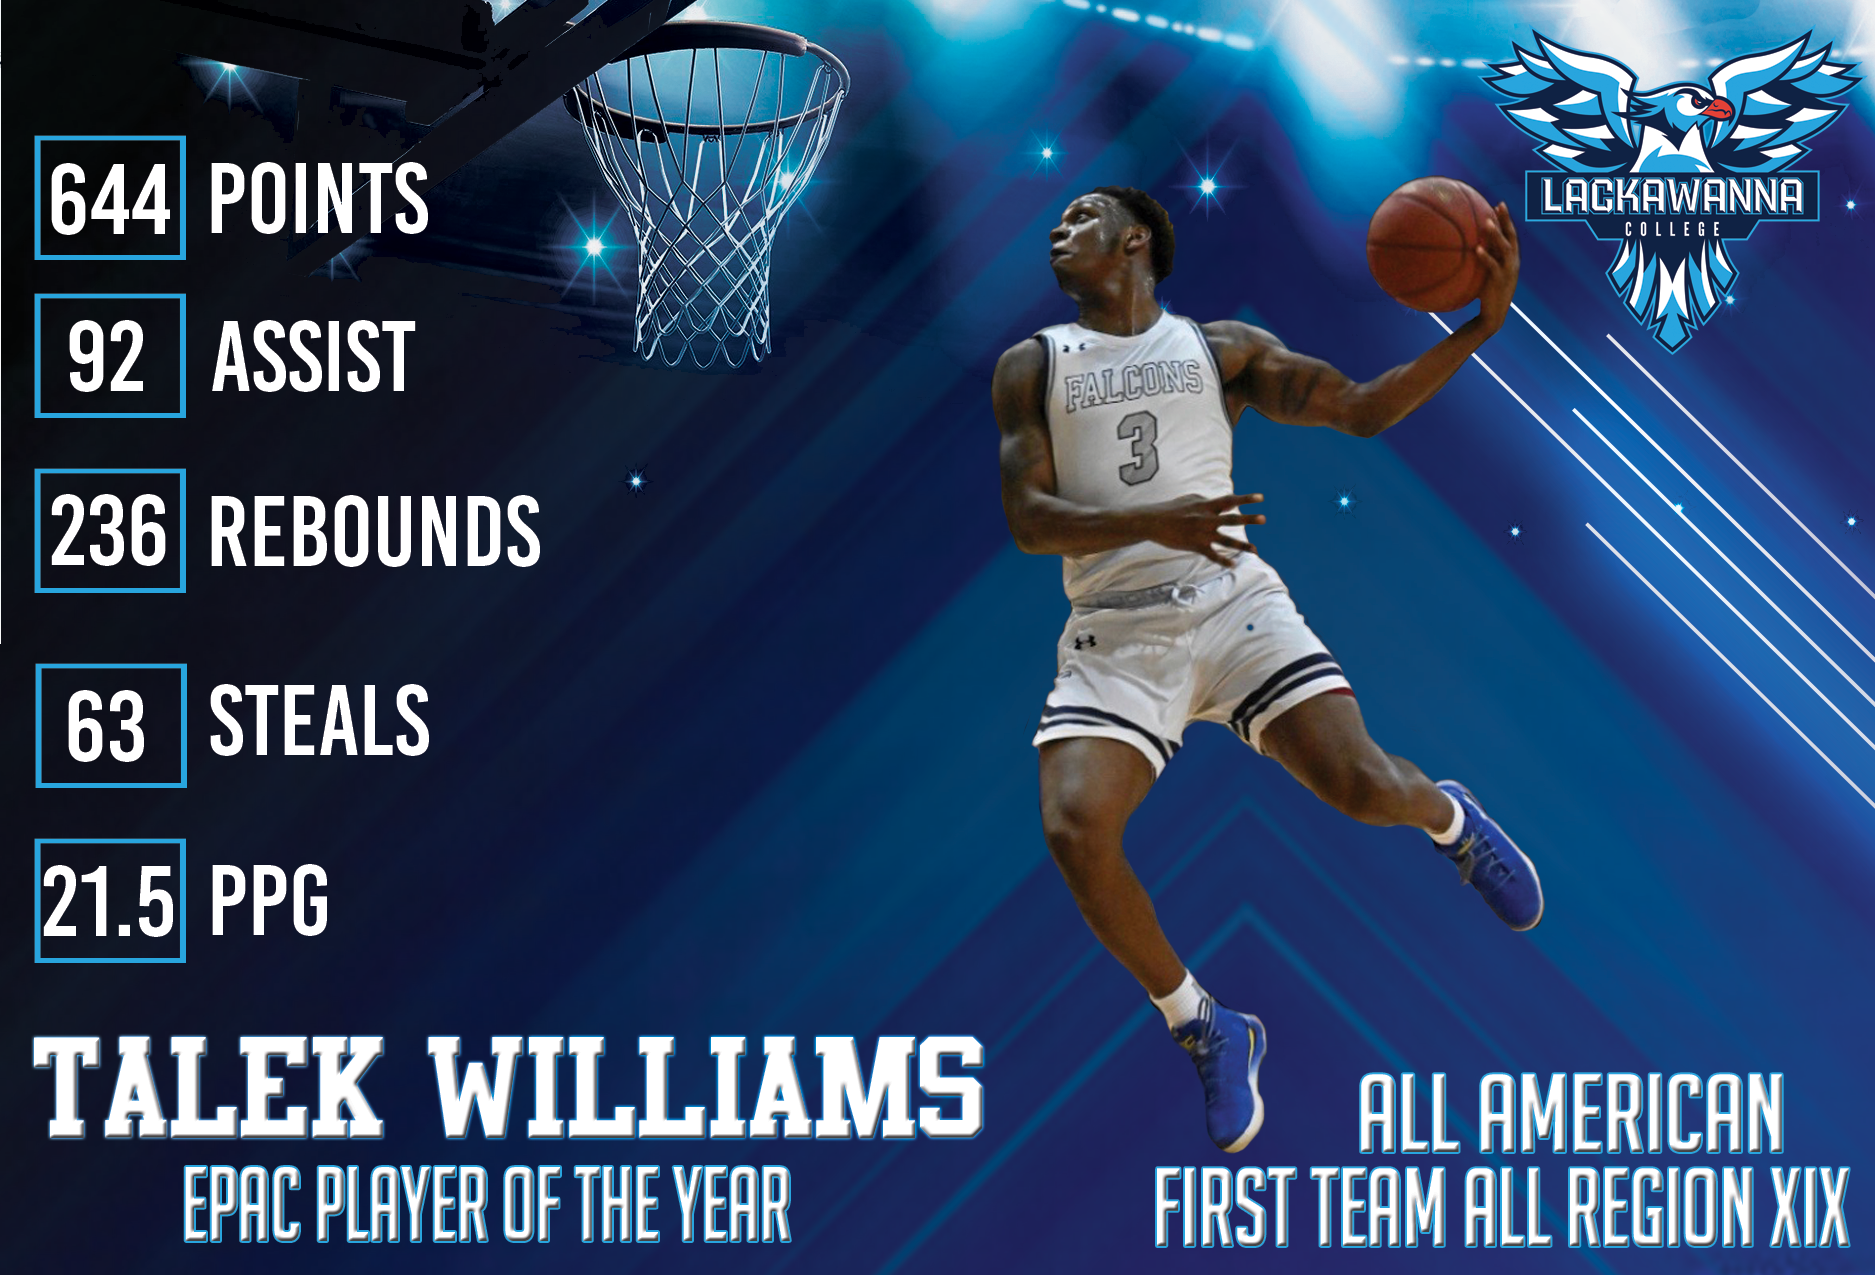 644 POINTS
92 ASSIST
236 REBOUNDS
63 STEALS
21.5 PPG
LACKAWANNA
COLLEGE
FALCONS
3
TALEK WILLIAMS
EPAC PLAYER OF THE YEAR
ALL AMERICAN
FIRST TEAM ALL REGION XIX